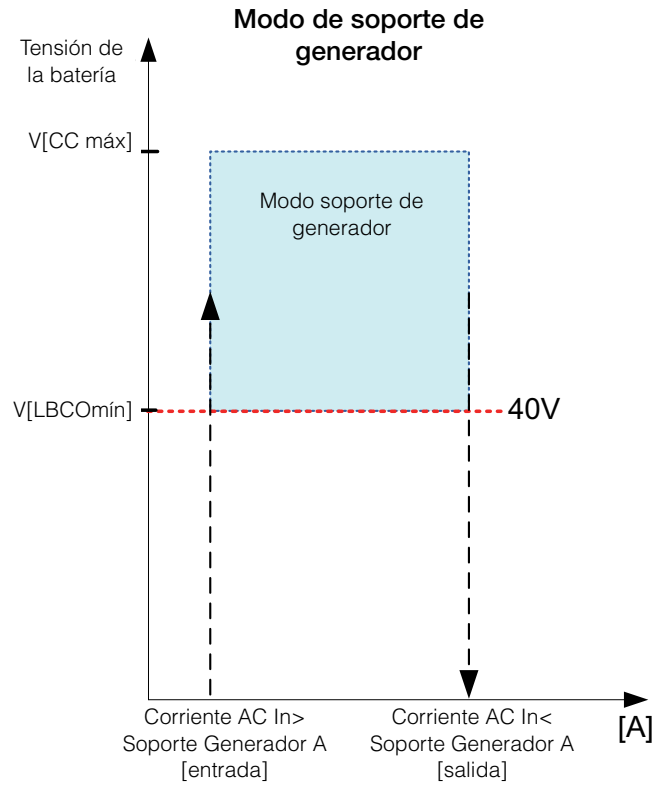 Modo de soporte de
generador
Tensión de
la batería
V[CC máx]
Modo soporte de
generador
V[LBCOmín]
40V
Corriente AC In>
Soporte Generador A
[entrada]
Corriente AC In<
Soporte Generador A
[salida]
[A]